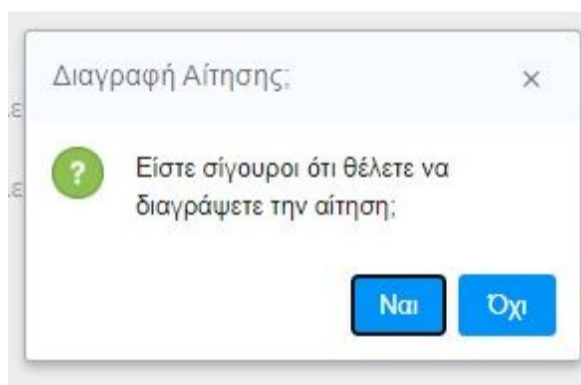 Διαγραφή Αίτησης;
×
? Είστε σίγουροι ότι θέλετε να
διαγράψετε την αίτηση;
Ναι Όχι